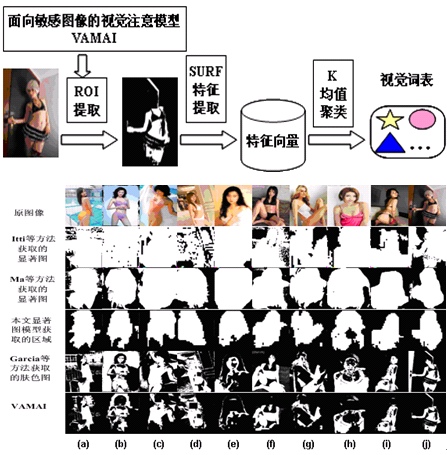 面向敏感图像的视觉注意模型
VAMAI
ROI
提取
SURF
特征
提取
特征向量
K
均值
聚类
视觉词表
...
原图像
Itti等方法
获取的
显著图
Ma等方法
获取的
显著图
本文显著
图模型获
取的区域
Garcia等
方法获取
的肤色图
VAMAI
(a) (b) (c) (d) (e) (f) (g) (h) (i) (j)